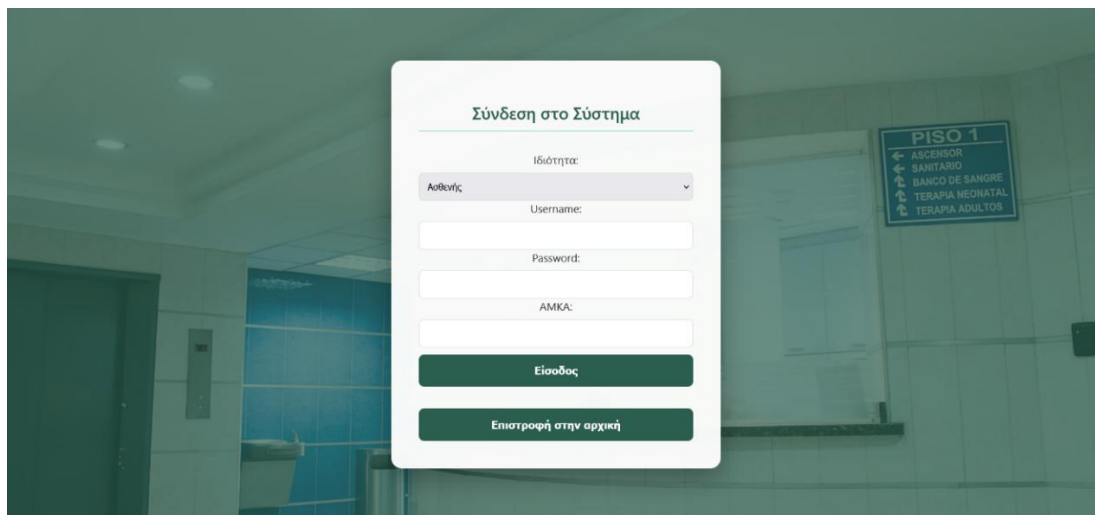 Σύνδεση στο Σύστημα
Ιδιότητα:
Ασθενής
Username:
Password:
ΑΜΚΑ:
Είσοδος
Επιστροφή στην αρχική
PISO 1
← ASCENSOR
← SANITARIO
BANCO DE SANGRE
TERAPIA NEONATAL
TERAPIA ADULTOS